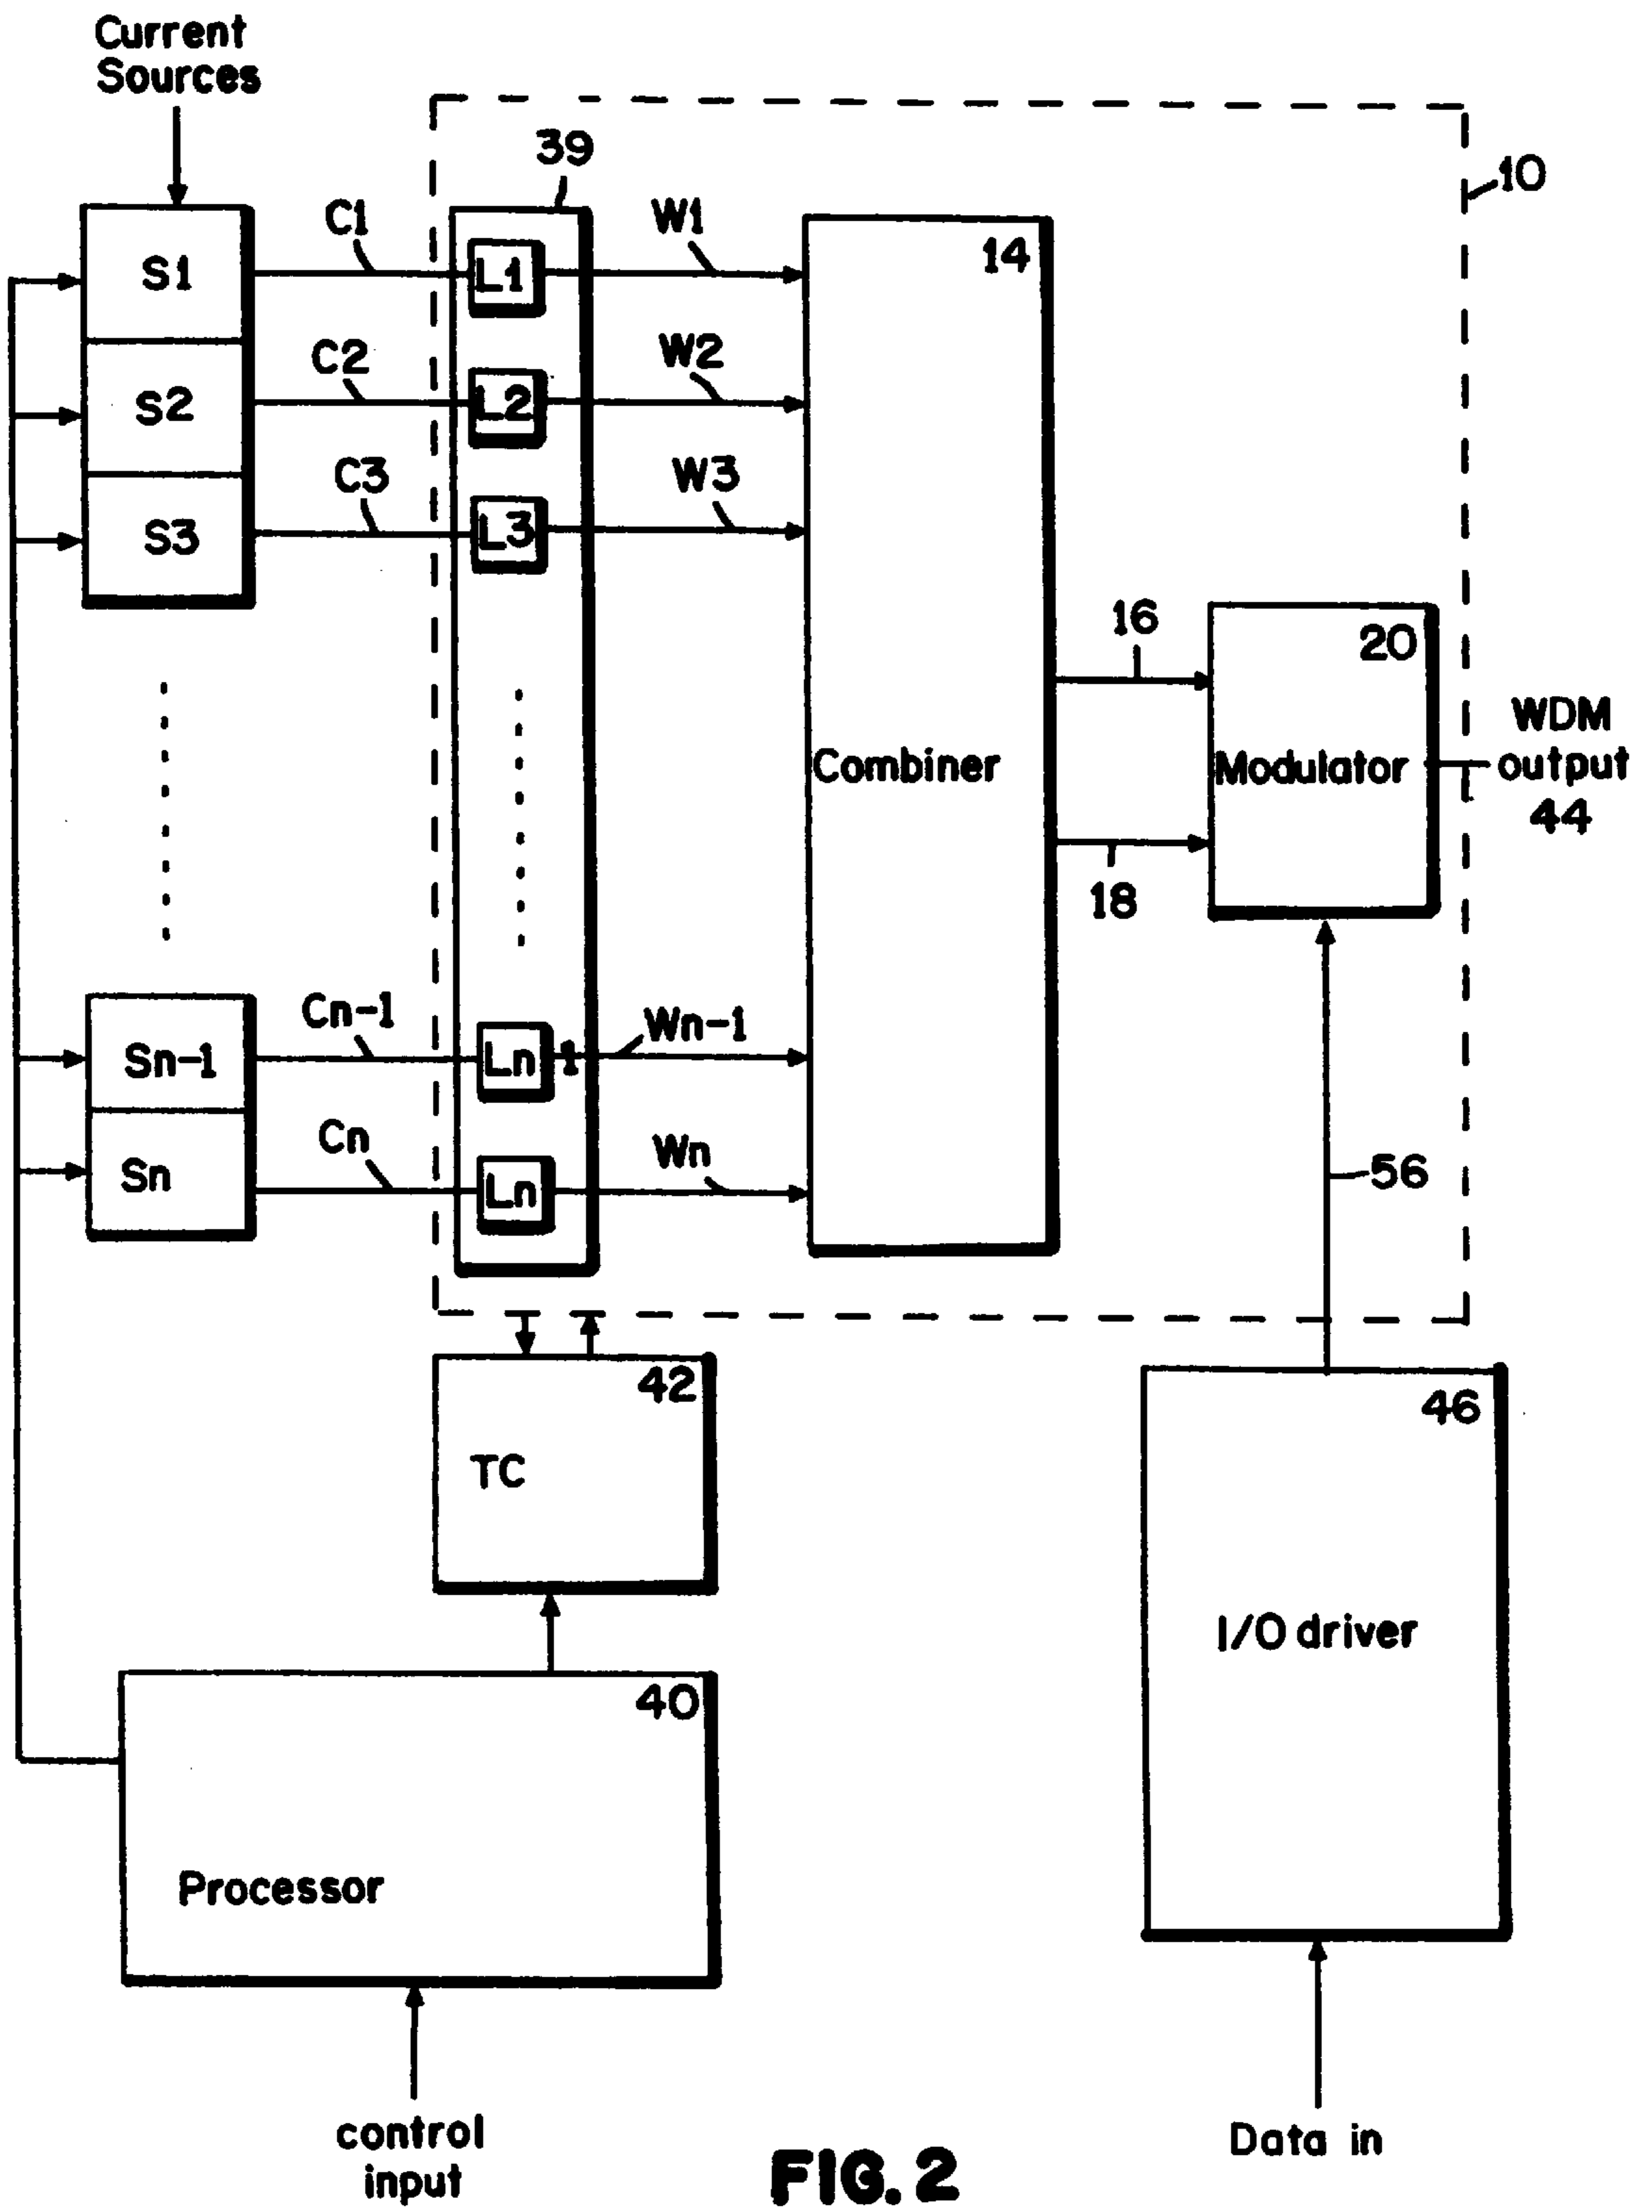 Current
Sources
39
10
C1
W1
14
S1
L1
C2
W2
S2
L2
C3
W3
S3
L3
16
20
WDM
Combiner
Modulator
output
44
18
Cn-1
Wn-1
Sn-1
Ln 1
Cn
Wn
Sn
Ln
56
42
46
TC
I/O driver
40
Processor
control
input
Data in
FIG. 2